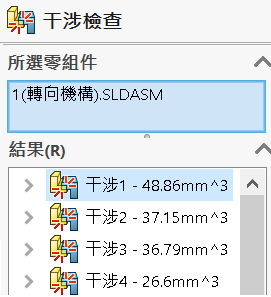 干涉檢查
所選零組件
1(轉向機構).SLDASM
結果(R)
干涉1 - 48.86mm^3
干涉2 - 37.15mm^3
干涉3 - 36.79mm^3
干涉4 - 26.6mm^3